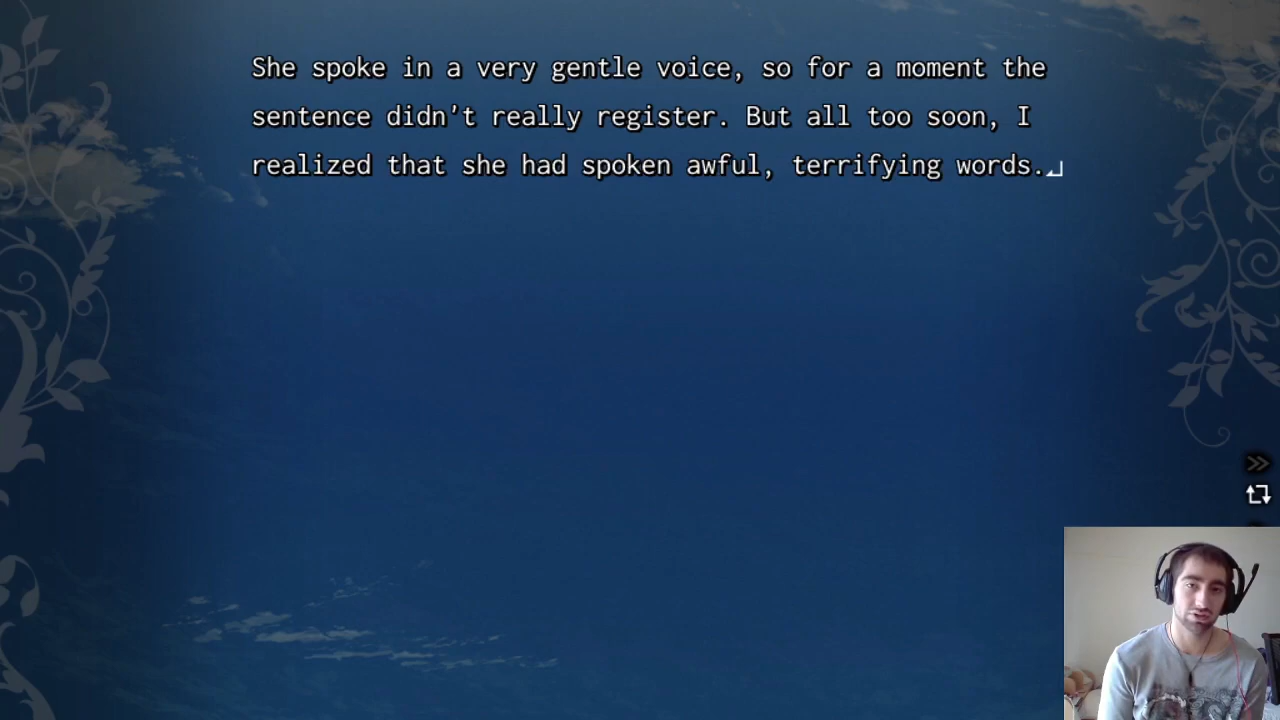 She spoke in a very gentle voice, so for a moment the
sentence didn't really register. But all too soon, I
realized that she had spoken awful, terrifying words.